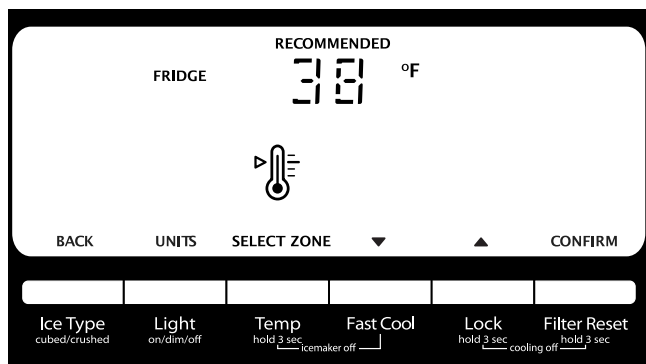 RECOMMENDED
FRIDGE 38 °F
BACK UNITS SELECT ZONE ▼ ▲ CONFIRM
Ice Type Light Temp Fast Cool Lock Filter Reset
cubed/crushed on/dim/off hold 3 sec hold 3 sec hold 3 sec
icemaker off cooling off